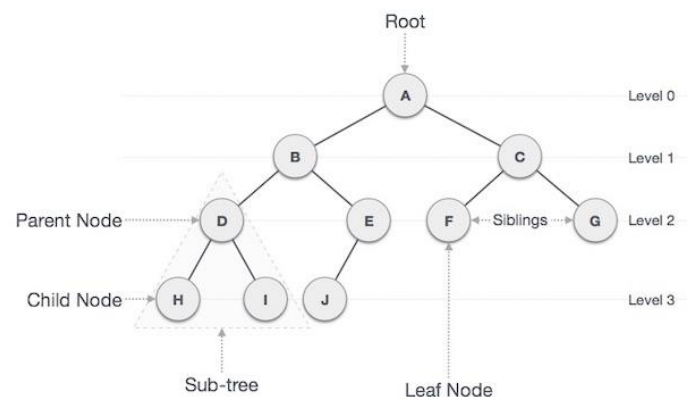 Root
A
Level 0
B
C
Level 1
Parent Node
D
E
F
Siblings
G
Level 2
Child Node
H
I
J
Level 3
Sub-tree
Leaf Node